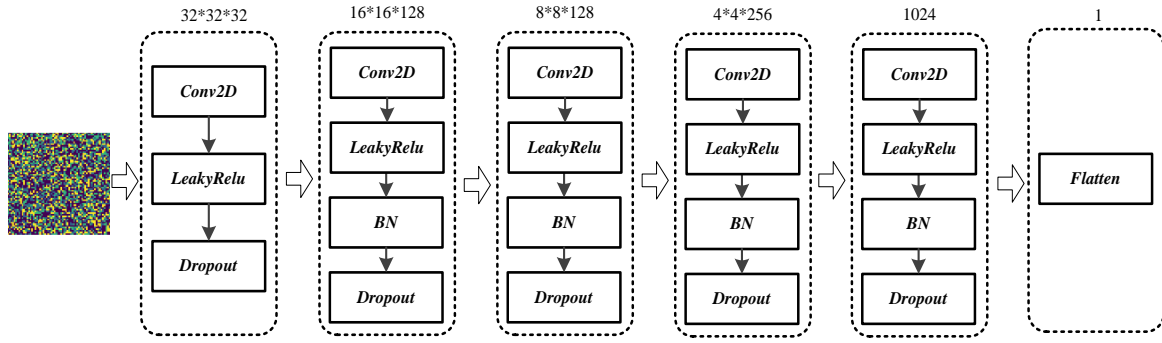 32*32*32
16*16*128
8*8*128
4*4*256
1024
1
Conv2D
LeakyRelu
Dropout
Conv2D
LeakyRelu
BN
Dropout
Conv2D
LeakyRelu
BN
Dropout
Conv2D
LeakyRelu
BN
Dropout
Conv2D
LeakyRelu
BN
Dropout
Flatten